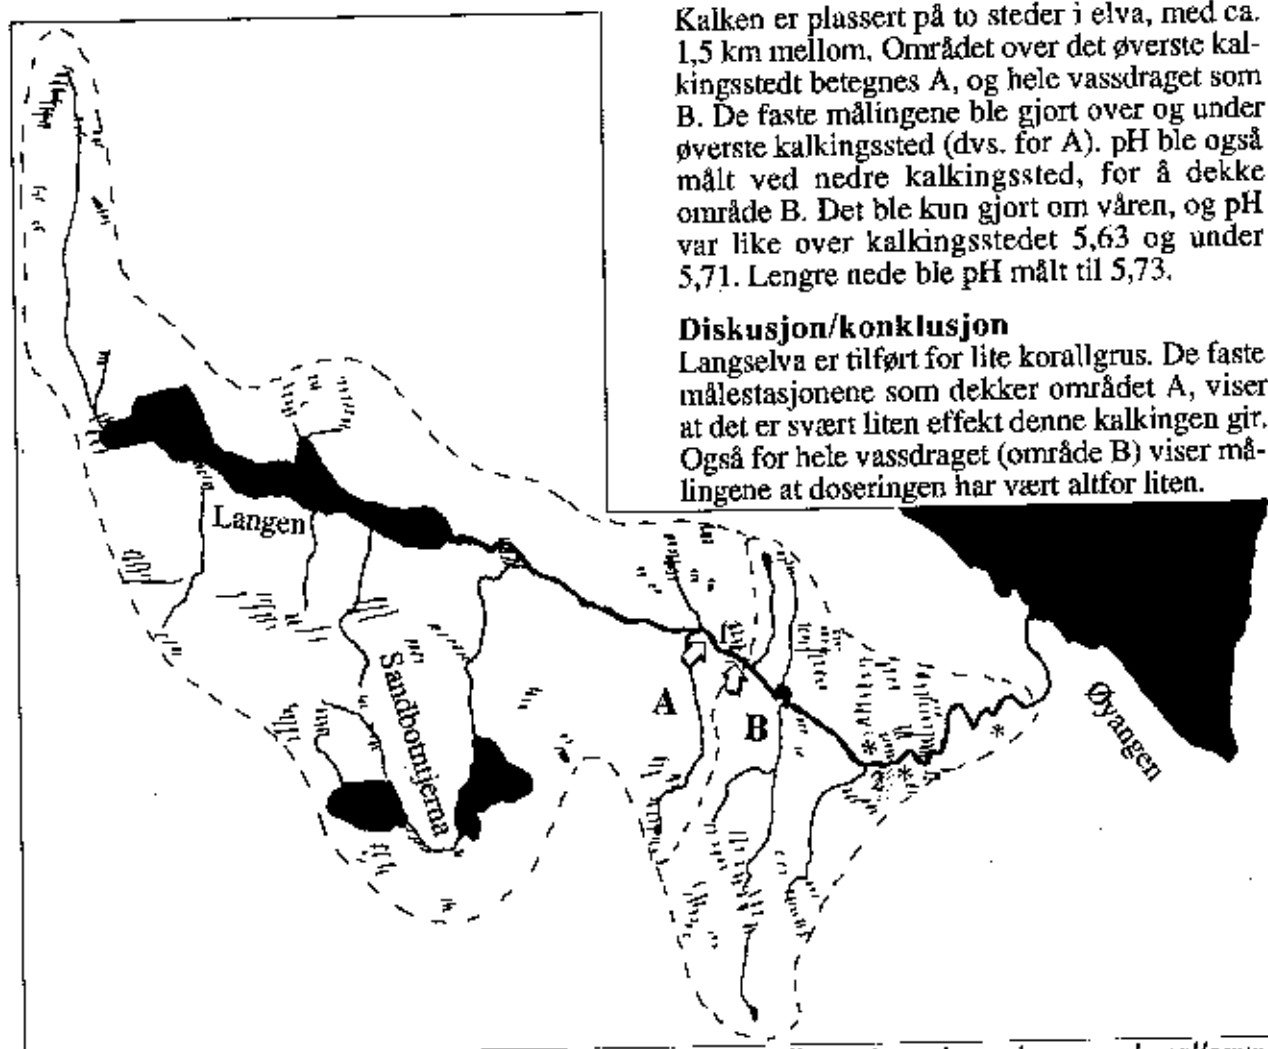 Kalken er plassert på to steder i elva, med ca.
1,5 km mellom. Området over det øverste kal-
kingsstedt betegnes A, og hele vassdraget som
B. De faste målingene ble gjort over og under
øverste kalkingssted (dvs. for A). pH ble også
målt ved nedre kalkingssted, for å dekke
område B. Det ble kun gjort om våren, og pH
var like over kalkingsstedet 5,63 og under
5,71. Lengre nede ble pH målt til 5,73.
Diskusjon/konklusjon
Langselva er tilført for lite korallgrus. De faste
målestasjonene som dekker området A, viser
at det er svært liten effekt denne kalkingen gir.
Også for hele vassdraget (område B) viser må-
lingene at doseringen har vært altfor liten.
Langen
Sandbotntjerna
1
A
B
2
Øyangen